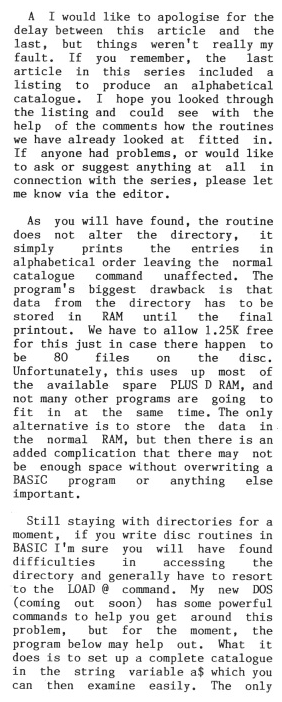 A I would like to apologise for the
delay between this article and the
last, but things weren't really my
fault. If you remember, the last
article in this series included a
listing to produce an alphabetical
catalogue. I hope you looked through
the listing and could see with the
help of the comments how the routines
we have already looked at fitted in.
If anyone had problems, or would like
to ask or suggest anything at all in
connection with the series, please let
me know via the editor.
As you will have found, the routine
does not alter the directory, it
simply prints the entries in
alphabetical order leaving the normal
catalogue command unaffected. The
program's biggest drawback is that
data from the directory has to be
stored in RAM until the final
printout. We have to allow 1.25K free
for this just in case there happen to
be 80 files on the disc.
Unfortunately, this uses up most of
the available spare PLUS D RAM, and
not many other programs are going to
fit in at the same time. The only
alternative is to store the data in
the normal RAM, but then there is an
added complication that there may not
be enough space without overwriting a
BASIC program or anything else
important.
Still staying with directories for a
moment, if you write disc routines in
BASIC I'm sure you will have found
difficulties in accessing the
directory and generally have to resort
to the LOAD @ command. My new DOS
(coming out soon) has some powerful
commands to help you get around this
problem, but for the moment, the
program below may help out. What it
does is to set up a complete catalogue
in the string variable a$ which you
can then examine easily. The only